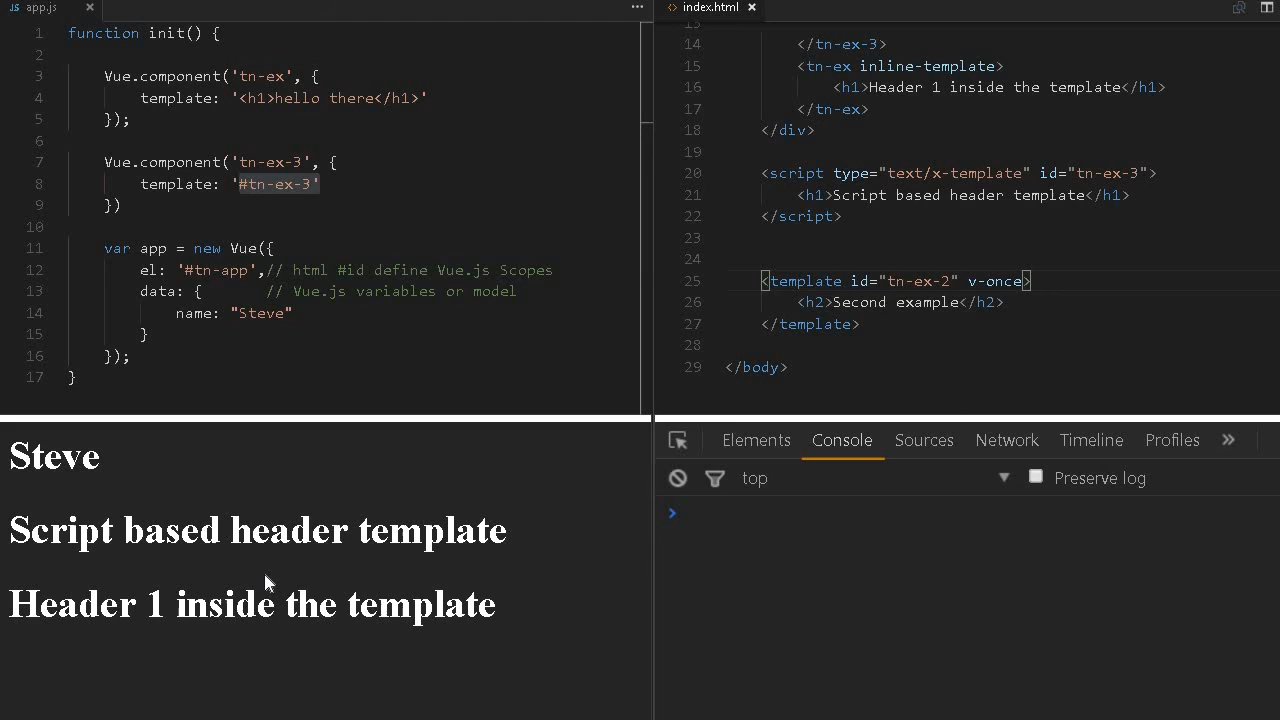 JS app.js × ...
1 function init() {
2
3 Vue.component('tn-ex', {
4 template: '<h1>hello there</h1>'
5 });
6
7 Vue.component('tn-ex-3', {
8 template: '#tn-ex-3'
9 })
10
11 var app = new Vue({
12 el: '#tn-app',// html #id define Vue.js Scopes
13 data: { // Vue.js variables or model
14 name: "Steve"
15 }
16 });
17 }
<> index.html ×
14 </tn-ex-3>
15 <tn-ex inline-template>
16 <h1>Header 1 inside the template</h1>
17 </tn-ex>
18 </div>
19
20 <script type="text/x-template" id="tn-ex-3">
21 <h1>Script based header template</h1>
22 </script>
23
24
25 <template id="tn-ex-2" v-once>
26 <h2>Second example</h2>
27 </template>
28
29 </body>
Steve
Script based header template
Header 1 inside the template
Elements Console Sources Network Timeline Profiles »
top ▼ Preserve log
>